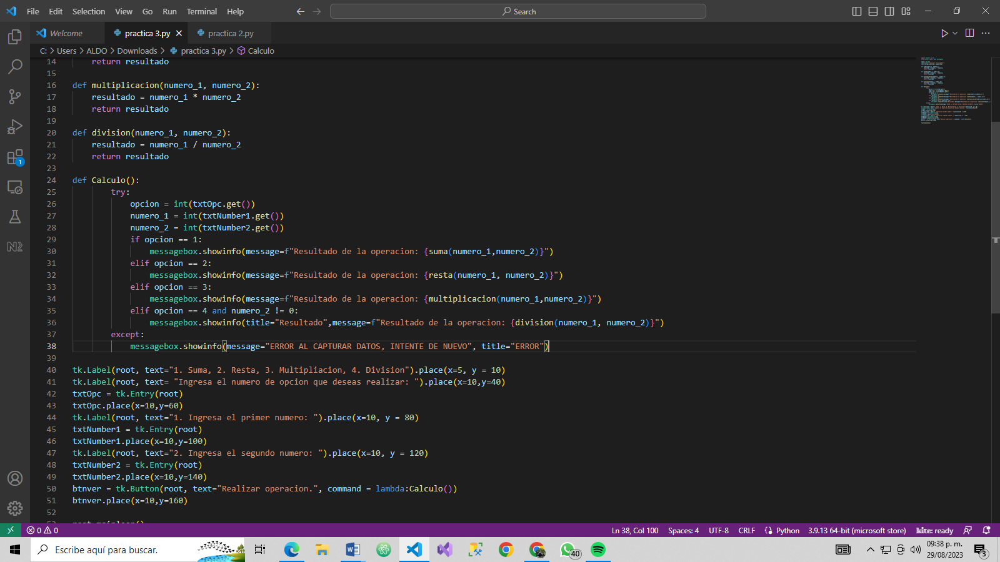 File Edit Selection View Go Run Terminal Help Search
Welcome practica 3.py practica 2.py
C: > Users > ALDO > Downloads > practica 3.py > Calculo
14 return resultado
15
16 def multiplicacion(numero_1, numero_2):
17 resultado = numero_1 * numero_2
18 return resultado
19
20 def division(numero_1, numero_2):
21 resultado = numero_1 / numero_2
22 return resultado
23
24 def Calculo():
25 try:
26 opcion = int(txtOpc.get())
27 numero_1 = int(txtNumber1.get())
28 numero_2 = int(txtNumber2.get())
29 if opcion == 1:
30 messagebox.showinfo(message=f"Resultado de la operacion: {suma(numero_1,numero_2)}")
31 elif opcion == 2:
32 messagebox.showinfo(message=f"Resultado de la operacion: {resta(numero_1, numero_2)}")
33 elif opcion == 3:
34 messagebox.showinfo(message=f"Resultado de la operacion: {multiplicacion(numero_1,numero_2)}")
35 elif opcion == 4 and numero_2 != 0:
36 messagebox.showinfo(title="Resultado",message=f"Resultado de la operacion: {division(numero_1, numero_2)}")
37 except:
38 messagebox.showinfo(message="ERROR AL CAPTURAR DATOS, INTENTE DE NUEVO", title="ERROR")
39
40 tk.Label(root, text="1. Suma, 2. Resta, 3. Multipliacion, 4. Division").place(x=5, y = 10)
41 tk.Label(root, text= "Ingresa el numero de opcion que deseas realizar: ").place(x=10,y=40)
42 txtOpc = tk.Entry(root)
43 txtOpc.place(x=10,y=60)
44 tk.Label(root, text="1. Ingresa el primer numero: ").place(x=10, y = 80)
45 txtNumber1 = tk.Entry(root)
46 txtNumber1.place(x=10,y=100)
47 tk.Label(root, text="2. Ingresa el segundo numero: ").place(x=10, y = 120)
48 txtNumber2 = tk.Entry(root)
49 txtNumber2.place(x=10,y=140)
50 btnver = tk.Button(root, text="Realizar operacion.", command = lambda:Calculo())
51 btnver.place(x=10,y=160)
52
1
0 0 Ln 38, Col 100 Spaces: 4 UTF-8 CRLF Python 3.9.13 64-bit (microsoft store) kite: ready
Escribe aquí para buscar. 40 09:38 p. m.
29/08/2023 3